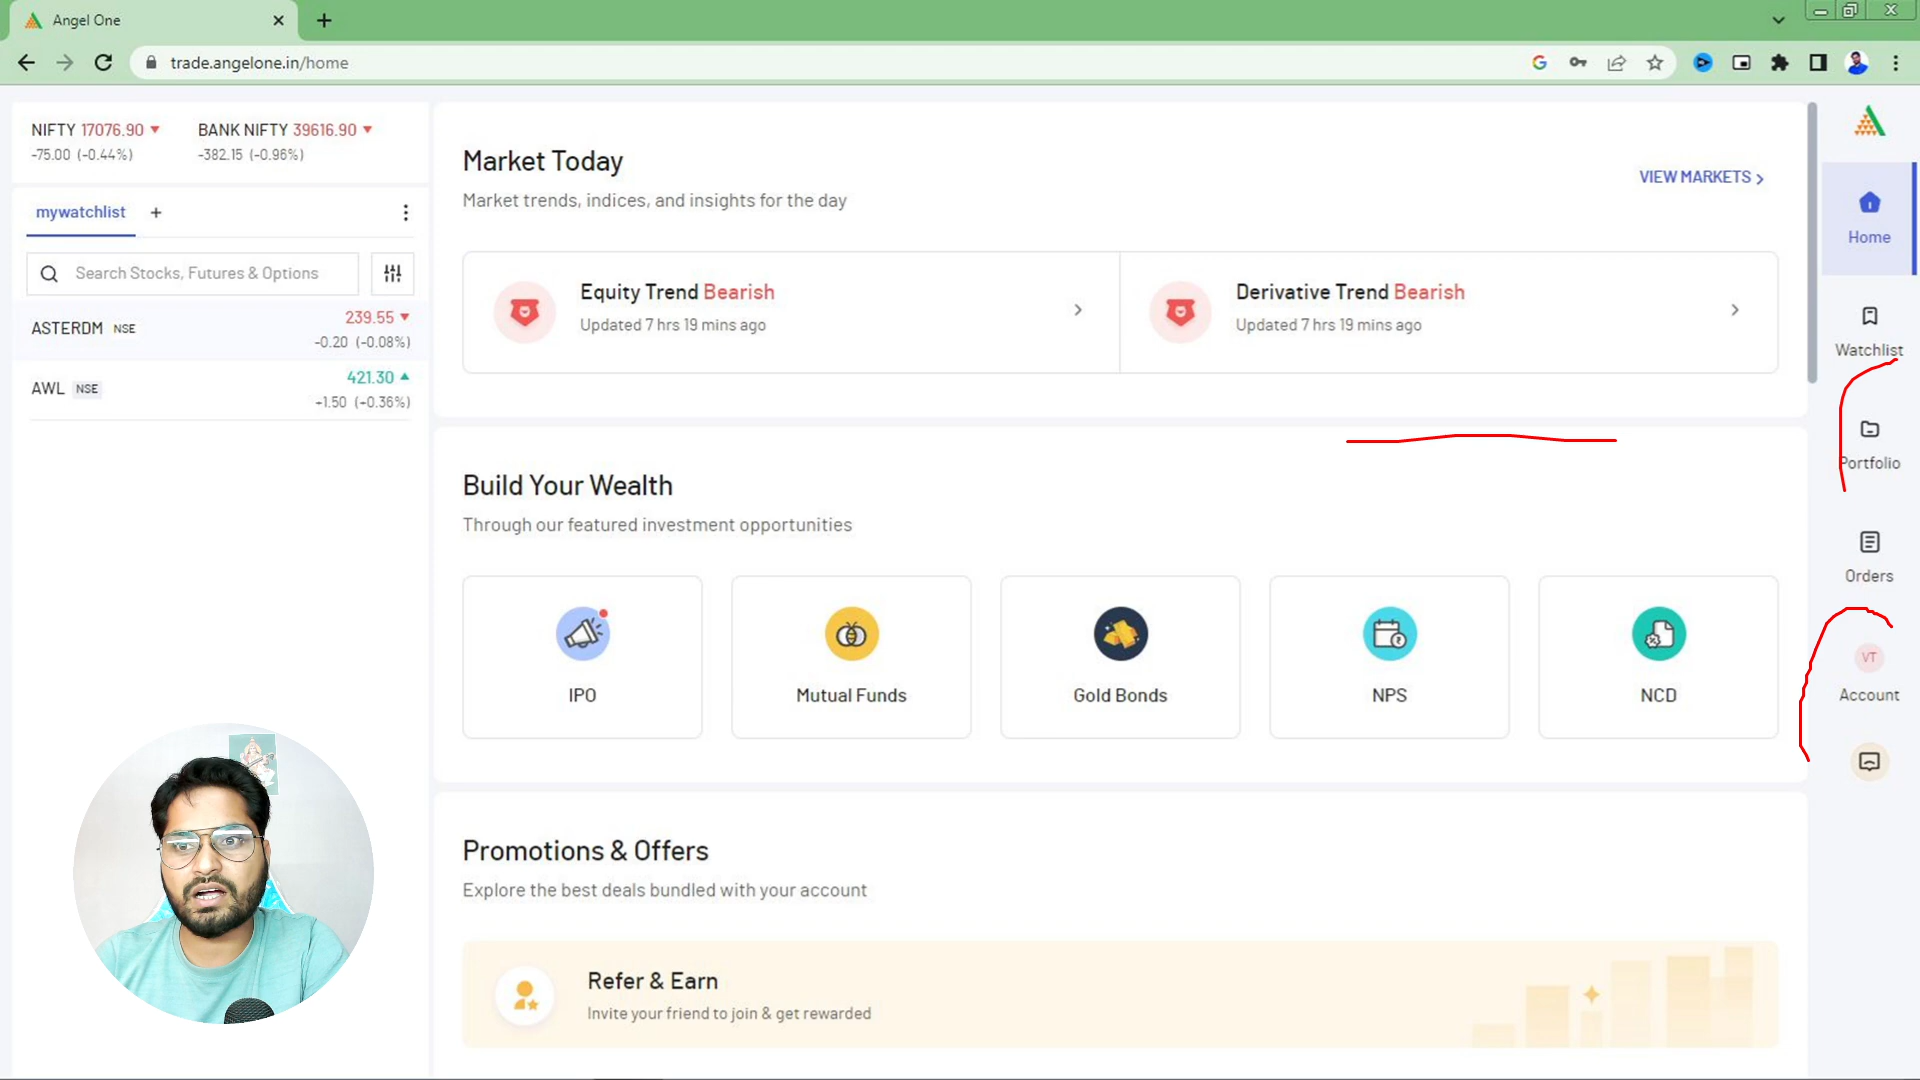 Angel One
trade.angelone.in/home
NIFTY 17076.90
-75.00 (-0.44%)
BANK NIFTY 39616.90
-382.15 (-0.96%)
mywatchlist +
Search Stocks, Futures & Options
ASTERDM NSE 239.55
-0.20 (-0.08%)
AWL NSE 421.30
+1.50 (+0.36%)
Market Today
Market trends, indices, and insights for the day
VIEW MARKETS
Equity Trend Bearish
Updated 7 hrs 19 mins ago
Derivative Trend Bearish
Updated 7 hrs 19 mins ago
Build Your Wealth
Through our featured investment opportunities
IPO
Mutual Funds
Gold Bonds
NPS
NCD
Promotions & Offers
Explore the best deals bundled with your account
Refer & Earn
Invite your friend to join & get rewarded
Home
Watchlist
Portfolio
Orders
VT
Account